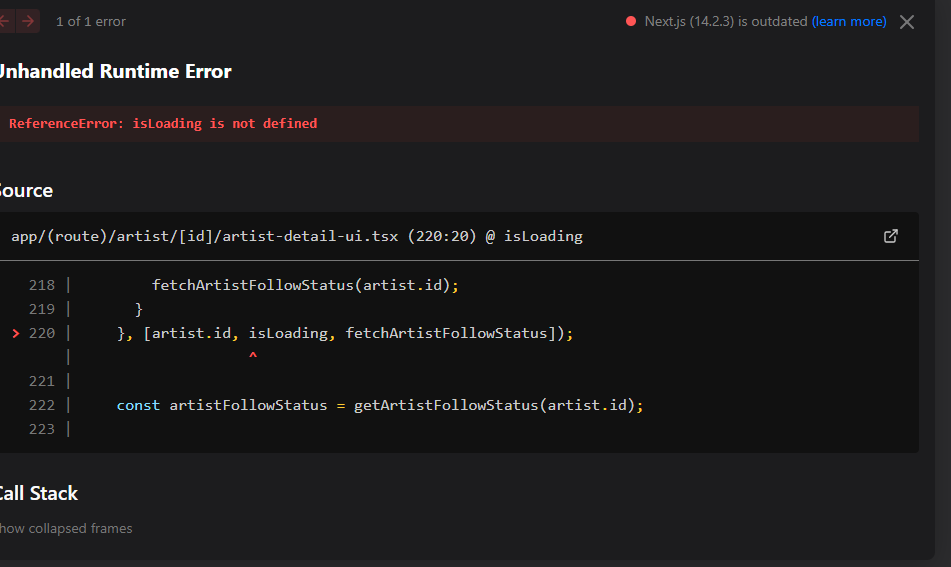 1 of 1 error
Next.js (14.2.3) is outdated (learn more)
Unhandled Runtime Error
ReferenceError: isLoading is not defined
Source
app/(route)/artist/[id]/artist-detail-ui.tsx (220:20) @ isLoading
218 | fetchArtistFollowStatus(artist.id);
219 | }
> 220 | }, [artist.id, isLoading, fetchArtistFollowStatus]);
| ^
221 |
222 | const artistFollowStatus = getArtistFollowStatus(artist.id);
223 |
Call Stack
how collapsed frames